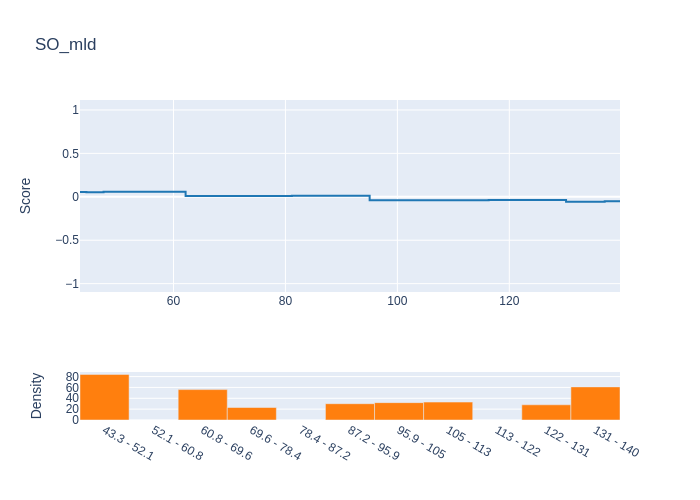 SO_mld
Score
1
0.5
0
−0.5
−1
60 80 100 120
Density
80
60
40
20
0
43.3 - 52.1
52.1 - 60.8
60.8 - 69.6
69.6 - 78.4
78.4 - 87.2
87.2 - 95.9
95.9 - 105
105 - 113
113 - 122
122 - 131
131 - 140